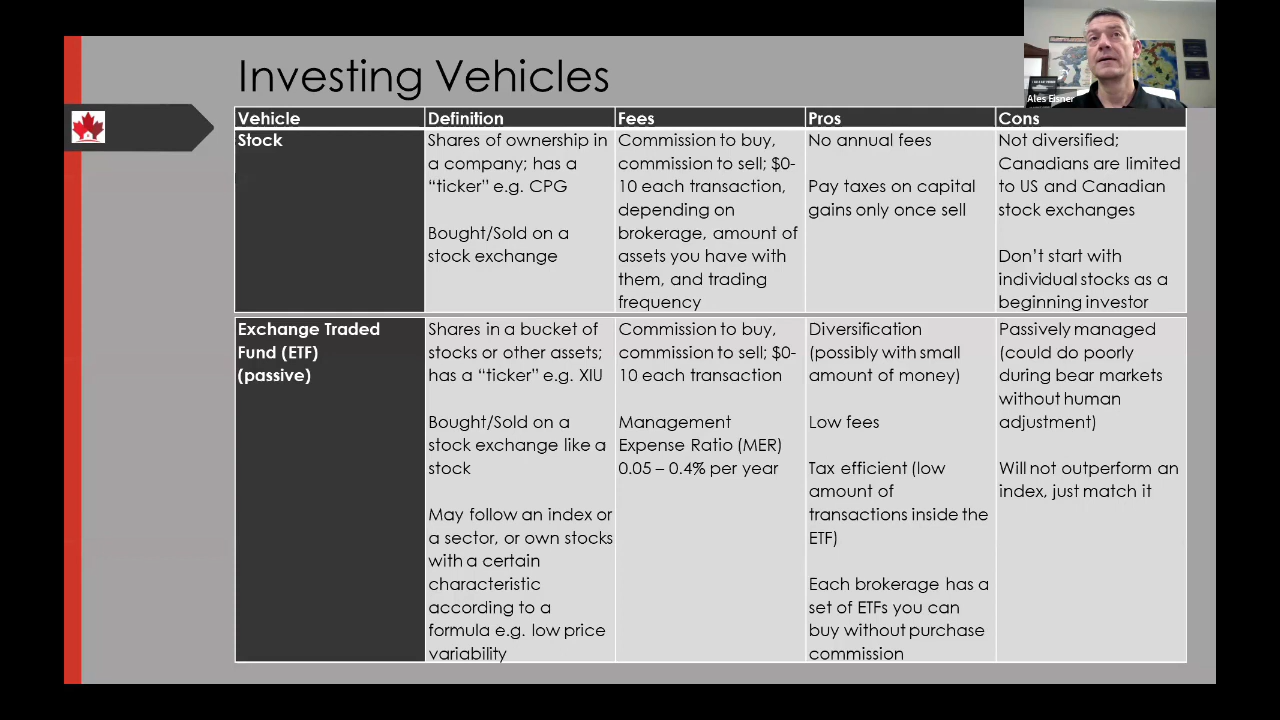 Investing Vehicles
Ales Eisner
Vehicle
Definition
Fees
Pros
Cons
Stock
Shares of ownership in
a company; has a
“ticker” e.g. CPG
Bought/Sold on a
stock exchange
Commission to buy,
commission to sell; $0-
10 each transaction,
depending on
brokerage, amount of
assets you have with
them, and trading
frequency
No annual fees
Pay taxes on capital
gains only once sell
Not diversified;
Canadians are limited
to US and Canadian
stock exchanges
Don’t start with
individual stocks as a
beginning investor
Exchange Traded
Fund (ETF)
(passive)
Shares in a bucket of
stocks or other assets;
has a “ticker” e.g. XIU
Bought/Sold on a
stock exchange like a
stock
May follow an index or
a sector, or own stocks
with a certain
characteristic
according to a
formula e.g. low price
variability
Commission to buy,
commission to sell; $0-
10 each transaction
Management
Expense Ratio (MER)
0.05 – 0.4% per year
Diversification
(possibly with small
amount of money)
Low fees
Tax efficient (low
amount of
transactions inside the
ETF)
Each brokerage has a
set of ETFs you can
buy without purchase
commission
Passively managed
(could do poorly
during bear markets
without human
adjustment)
Will not outperform an
index, just match it